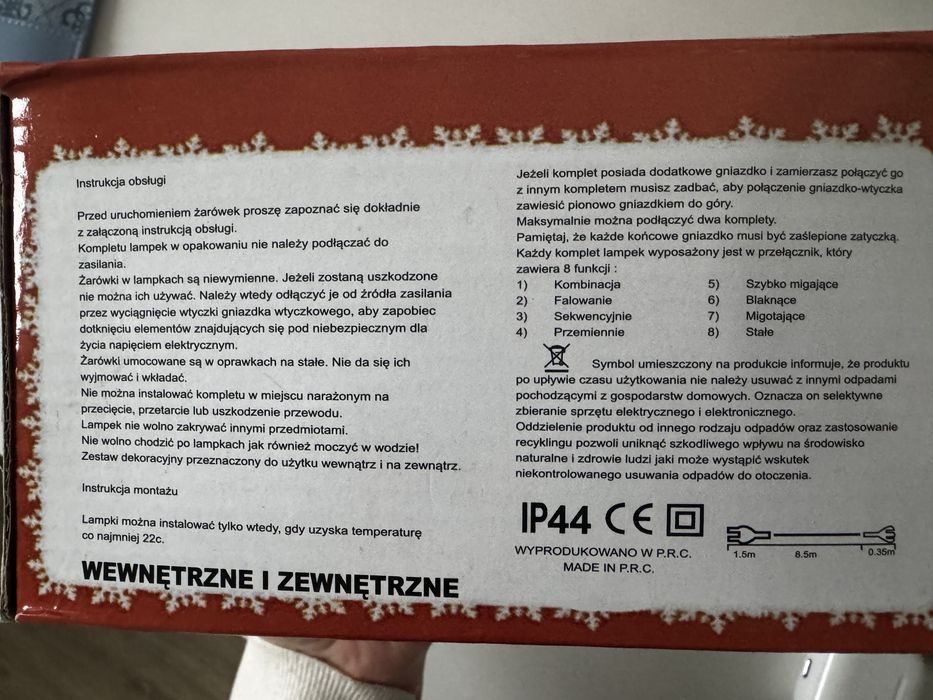 Instrukcja obsługi
Przed uruchomieniem żarówek proszę zapoznać się dokładnie
z załączoną instrukcją obsługi.
Kompletu lampek w opakowaniu nie należy podłączać do
zasilania.
Żarówki w lampkach są niewymienne. Jeżeli zostaną uszkodzone
nie można ich używać. Należy wtedy odłączyć je od źródła zasilania
przez wyciągnięcie wtyczki gniazdka wtyczkowego, aby zapobiec
dotknięciu elementów znajdujących się pod niebezpiecznym dla
życia napięciem elektrycznym.
Żarówki umocowane są w oprawkach na stałe. Nie da się ich
wyjmować i wkładać.
Nie można instalować kompletu w miejscu narażonym na
przecięcie, przetarcie lub uszkodzenie przewodu.
Lampek nie wolno zakrywać innymi przedmiotami.
Nie wolno chodzić po lampkach jak również moczyć w wodzie!
Zestaw dekoracyjny przeznaczony do użytku wewnątrz i na zewnątrz.
Instrukcja montażu
Lampki można instalować tylko wtedy, gdy uzyska temperaturę
co najmniej 22c.
WEWNĘTRZNE I ZEWNĘTRZNE
Jeżeli komplet posiada dodatkowe gniazdko i zamierzasz połączyć go
z innym kompletem musisz zadbać, aby połączenie gniazdko-wtyczka
zawiesić pionowo gniazdkiem do góry.
Maksymalnie można podłączyć dwa komplety.
Pamiętaj, że każde końcowe gniazdko musi być zaślepione zatyczką.
Każdy komplet lampek wyposażony jest w przełącznik, który
zawiera 8 funkcji :
1) Kombinacja 5) Szybko migające
2) Falowanie 6) Blaknące
3) Sekwencyjnie 7) Migotające
4) Przemiennie 8) Stałe
Symbol umieszczony na produkcie informuje, że produktu
po upływie czasu użytkowania nie należy usuwać z innymi odpadami
pochodzącymi z gospodarstw domowych. Oznacza on selektywne
zbieranie sprzętu elektrycznego i elektronicznego.
Oddzielenie produktu od innego rodzaju odpadów oraz zastosowanie
recyklingu pozwoli uniknąć szkodliwego wpływu na środowisko
naturalne i zdrowie ludzi jaki może wystąpić wskutek
niekontrolowanego usuwania odpadów do otoczenia.
IP44 CE
WYPRODUKOWANO W P.R.C.
MADE IN P.R.C.
1.5m 8.5m 0.35m